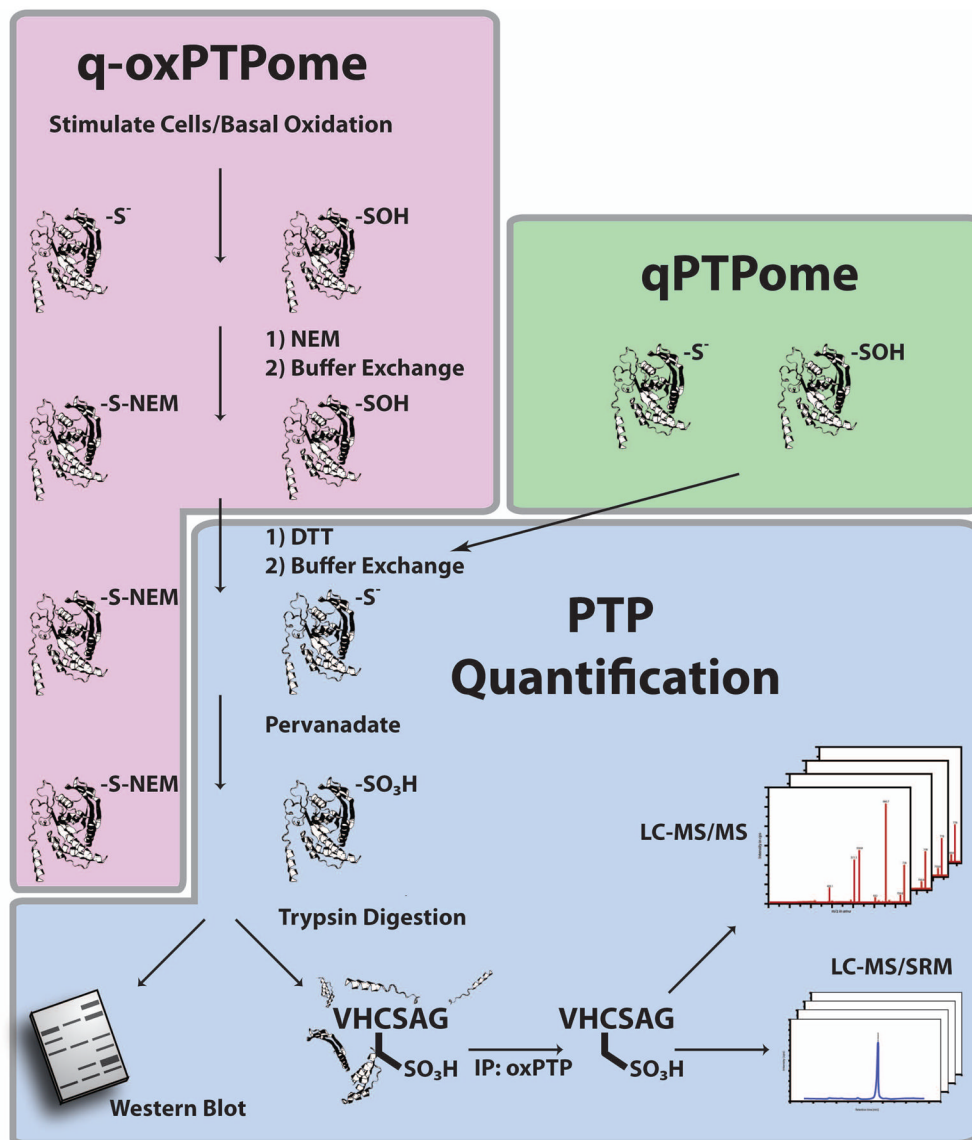 q-oxPTPome
Stimulate Cells/Basal Oxidation
-S-
-SOH
1) NEM
2) Buffer Exchange
-S-NEM
-SOH
qPTPome
-S-
-SOH
1) DTT
2) Buffer Exchange
-S-NEM
-S-
PTP
Quantification
Pervanadate
-S-NEM
-SO₃H
LC-MS/MS
Trypsin Digestion
LC-MS/SRM
VHCSAG
SO₃H
IP: oxPTP
VHCSAG
SO₃H
Western Blot